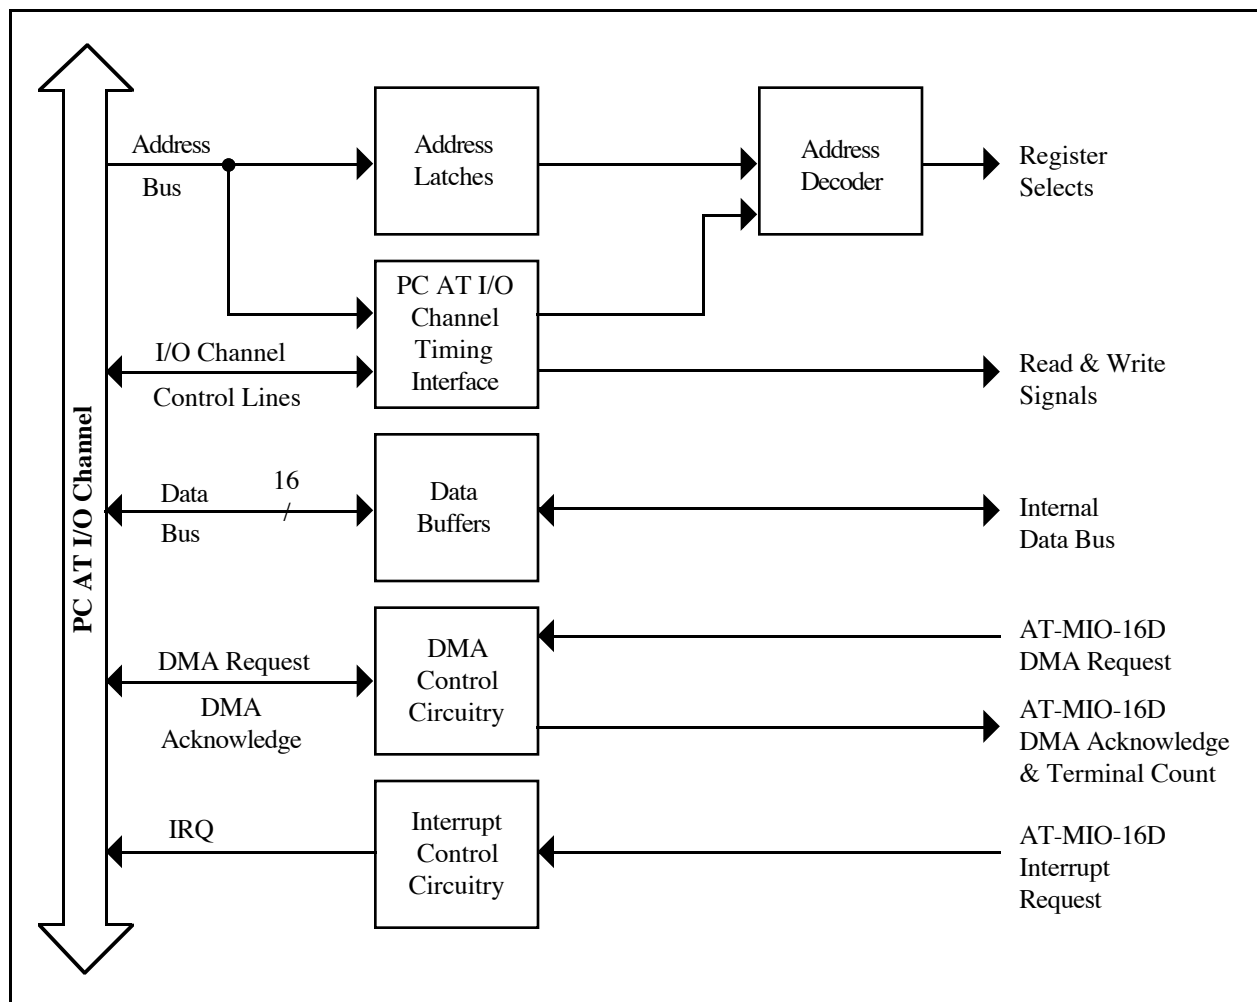 PC AT I/O Channel
Address
Bus
Address
Latches
Address
Decoder
Register
Selects
PC AT I/O
Channel
Timing
Interface
I/O Channel
Control Lines
Read & Write
Signals
Data
Bus
16
/
Data
Buffers
Internal
Data Bus
DMA Request
DMA
Acknowledge
DMA
Control
Circuitry
AT-MIO-16D
DMA Request
AT-MIO-16D
DMA Acknowledge
& Terminal Count
IRQ
Interrupt
Control
Circuitry
AT-MIO-16D
Interrupt
Request